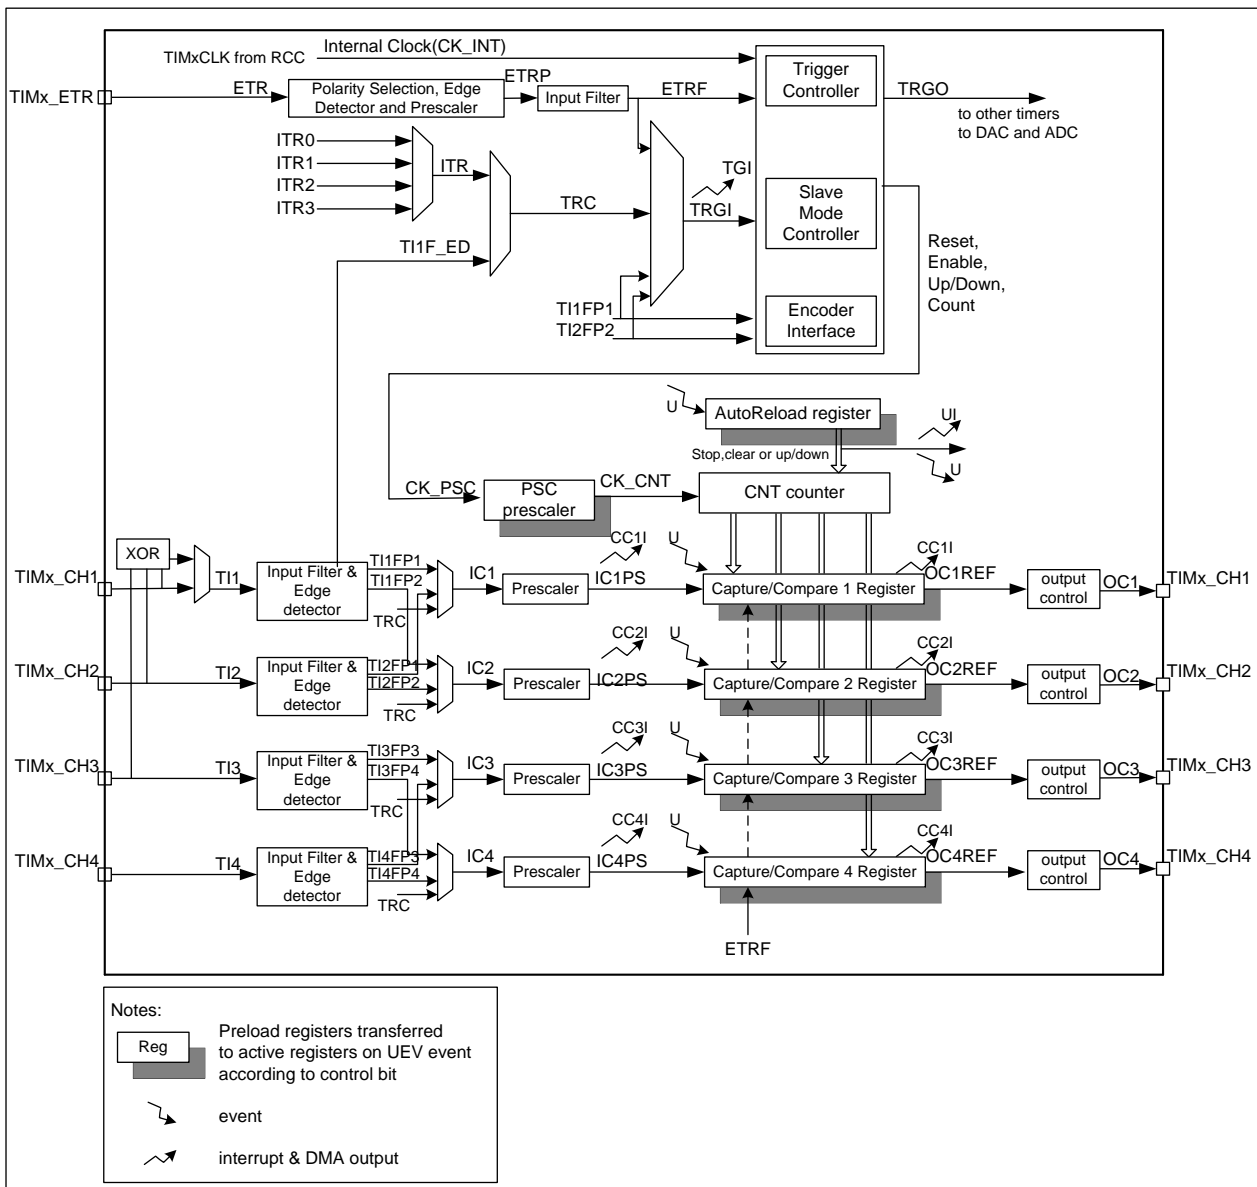 Internal Clock(CK_INT)
TIMxCLK from RCC
TIMx_ETR
ETR
Polarity Selection, Edge
Detector and Prescaler
ETRP
Input Filter
ETRF
Trigger
Controller
TRGO
to other timers
to DAC and ADC
ITR0
ITR1
ITR2
ITR3
ITR
TRC
TI1F_ED
TGI
TRGI
Slave
Mode
Controller
Reset,
Enable,
Up/Down,
Count
TI1FP1
TI2FP2
Encoder
Interface
U
AutoReload register
UI
Stop,clear or up/down
U
CK_PSC
PSC
prescaler
CK_CNT
CNT counter
XOR
TIMx_CH1
TI1
Input Filter &
Edge
detector
TI1FP1
TI1FP2
TRC
IC1
Prescaler
CC1I
IC1PS
U
Capture/Compare 1 Register
CC1I
OC1REF
output
control
OC1
TIMx_CH1
TIMx_CH2
TI2
Input Filter &
Edge
detector
TI2FP1
TI2FP2
TRC
IC2
Prescaler
CC2I
IC2PS
U
Capture/Compare 2 Register
CC2I
OC2REF
output
control
OC2
TIMx_CH2
TIMx_CH3
TI3
Input Filter &
Edge
detector
TI3FP3
TI3FP4
TRC
IC3
Prescaler
CC3I
IC3PS
U
Capture/Compare 3 Register
CC3I
OC3REF
output
control
OC3
TIMx_CH3
TIMx_CH4
TI4
Input Filter &
Edge
detector
TI4FP3
TI4FP4
TRC
IC4
Prescaler
CC4I
IC4PS
U
Capture/Compare 4 Register
CC4I
OC4REF
output
control
OC4
TIMx_CH4
ETRF
Notes:
Reg
Preload registers transferred
to active registers on UEV event
according to control bit
event
interrupt & DMA output